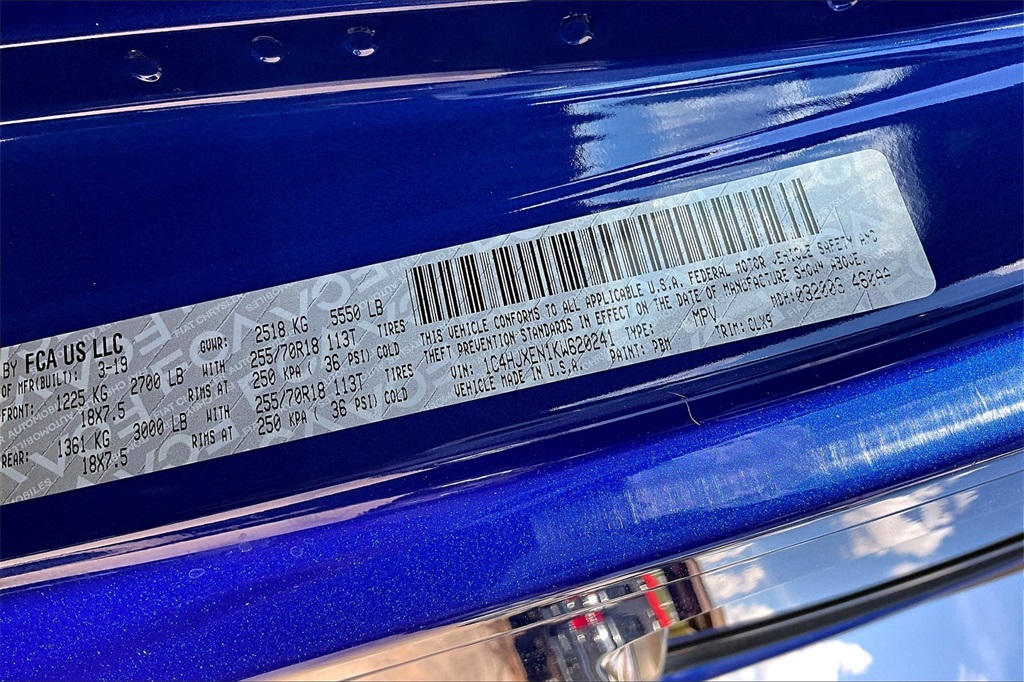 BY FCA US LLC
OF MFR(BUILT): 3-19 GVWR: 2518 KG 5550 LB
FRONT: 1225 KG 2700 LB WITH 255/70R18 113T TIRES
18X7.5 RIMS AT 250 KPA ( 36 PSI) COLD
REAR: 1361 KG 3000 LB WITH 255/70R18 113T TIRES
18X7.5 RIMS AT 250 KPA ( 36 PSI) COLD
THIS VEHICLE CONFORMS TO ALL APPLICABLE U.S.A. FEDERAL MOTOR VEHICLE SAFETY AND
THEFT PREVENTION STANDARDS IN EFFECT ON THE DATE OF MANUFACTURE SHOWN ABOVE.
VIN: 1C4HJXEN1KW620241 TYPE: MPV MDH: 032006 460AA
VEHICLE MADE IN U.S.A. PAINT: PBM TRIM: QLX9